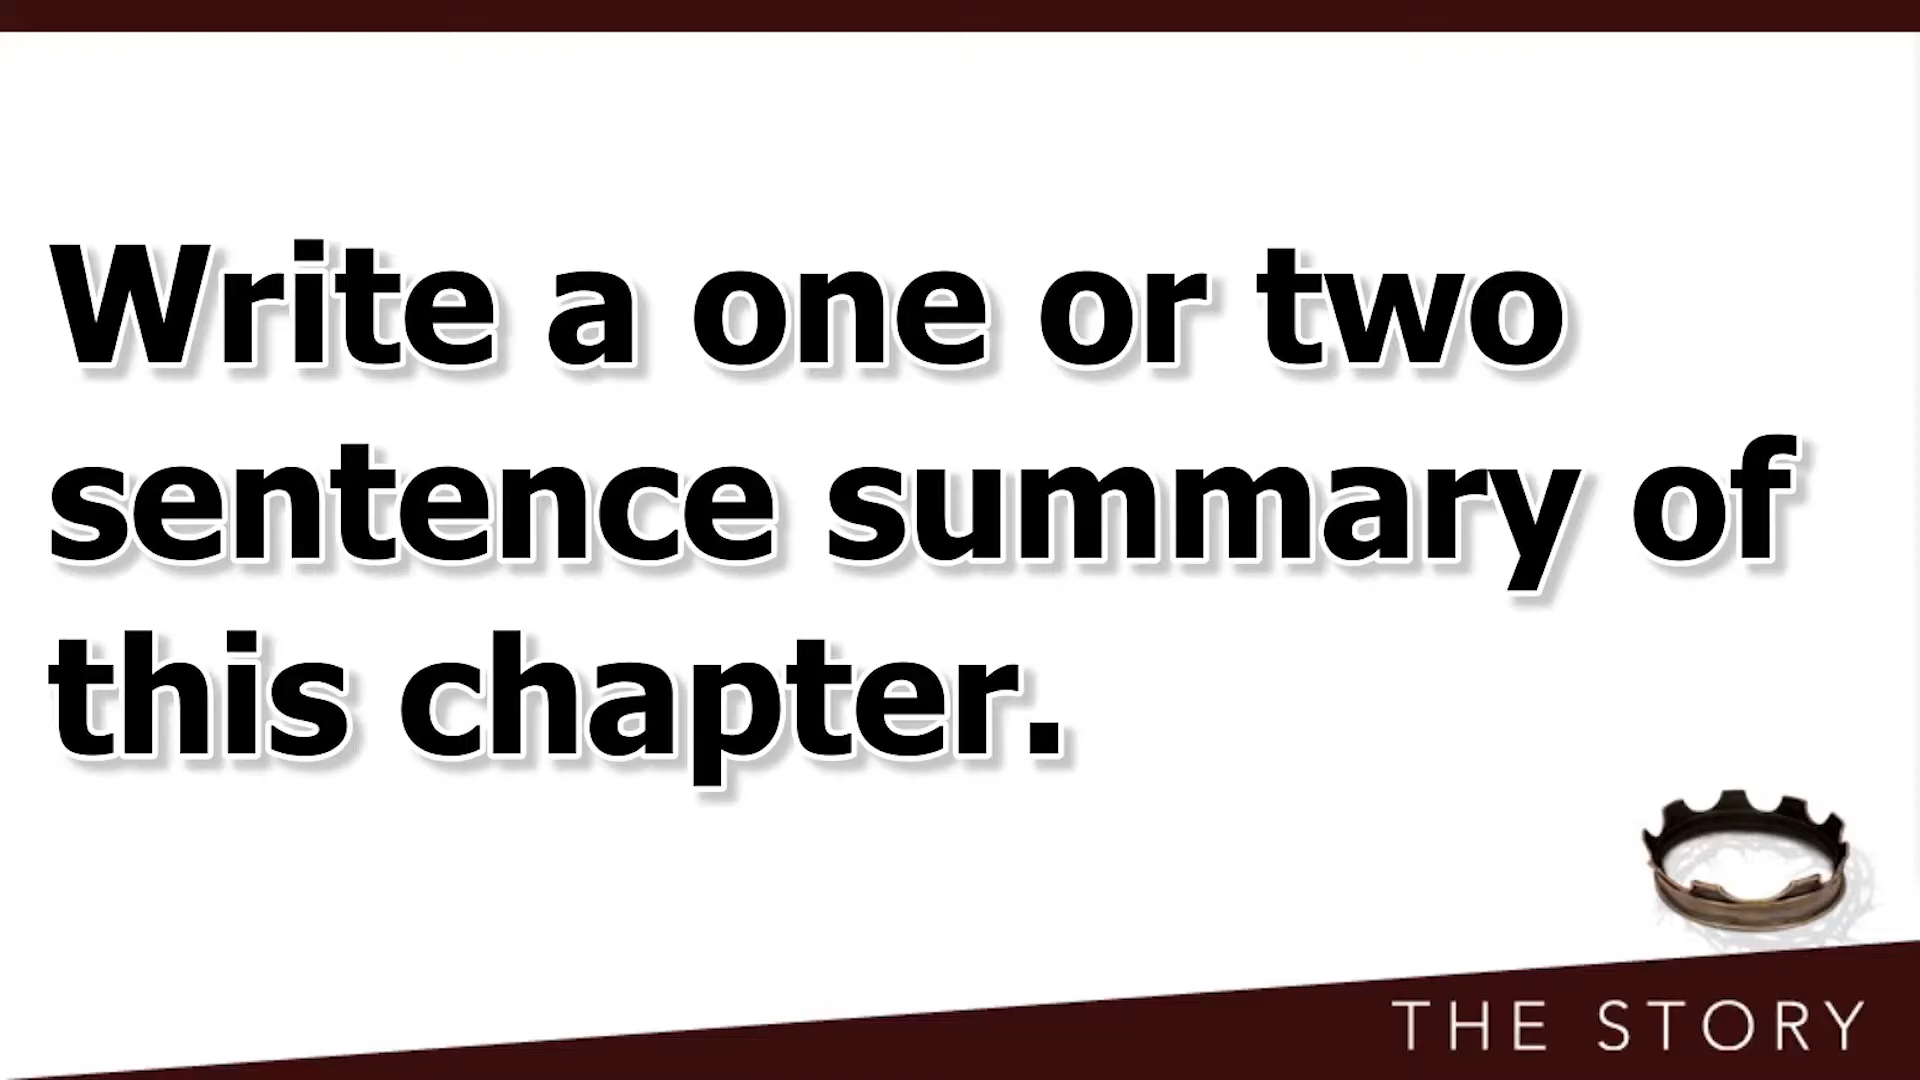 Write a one or two
sentence summary of
this chapter.
THE STORY